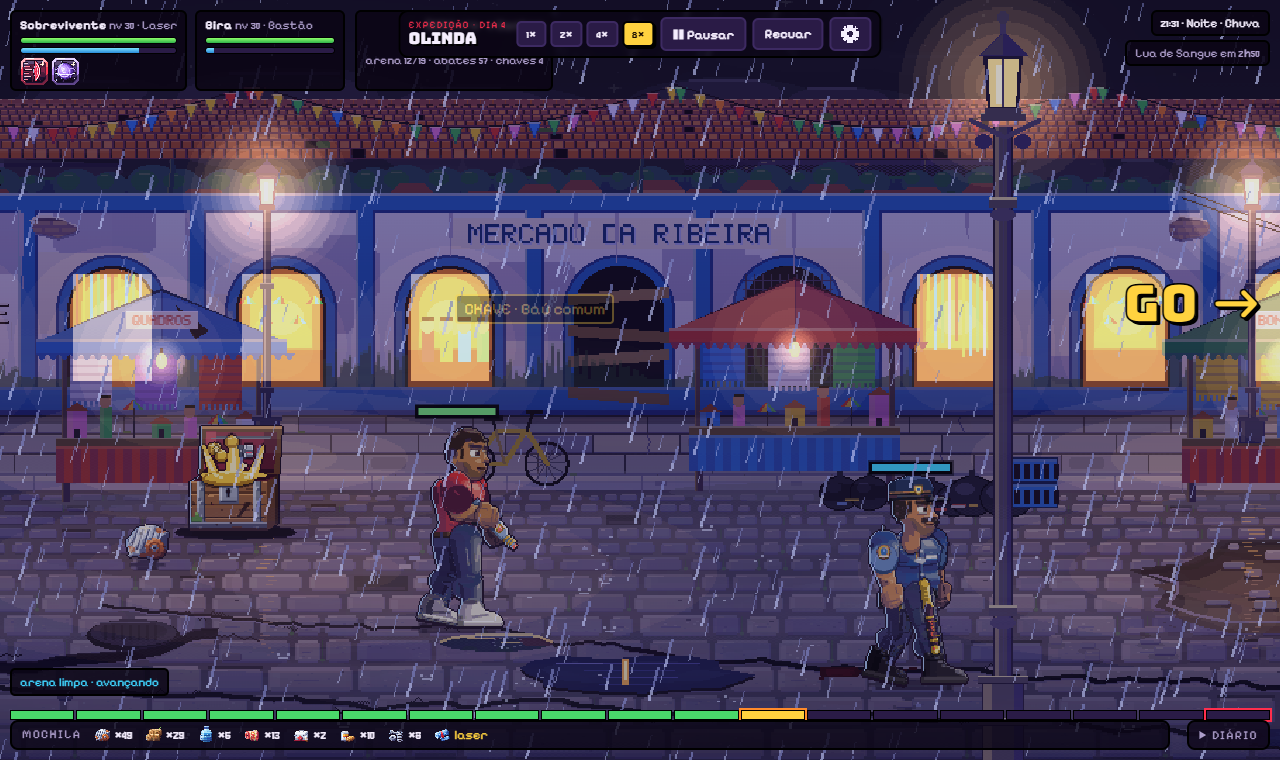 Sobrevivente nv 30 · Laser
Bira nv 30 · Bastão
EXPEDIÇÃO · DIA 4
OLINDA
1×
2×
4×
8×
Pausar
Recuar
arena 12/19 · abates 57 · chaves 4
21:31 · Noite · Chuva
Lua de Sangue em 2h50
MERCADO DA RIBEIRA
QUADROS
CHAVE · Baú comum
GO →
arena limpa · avançando
MOCHILA
×49
×29
×6
×13
×2
×10
×8
laser
▶ DIÁRIO